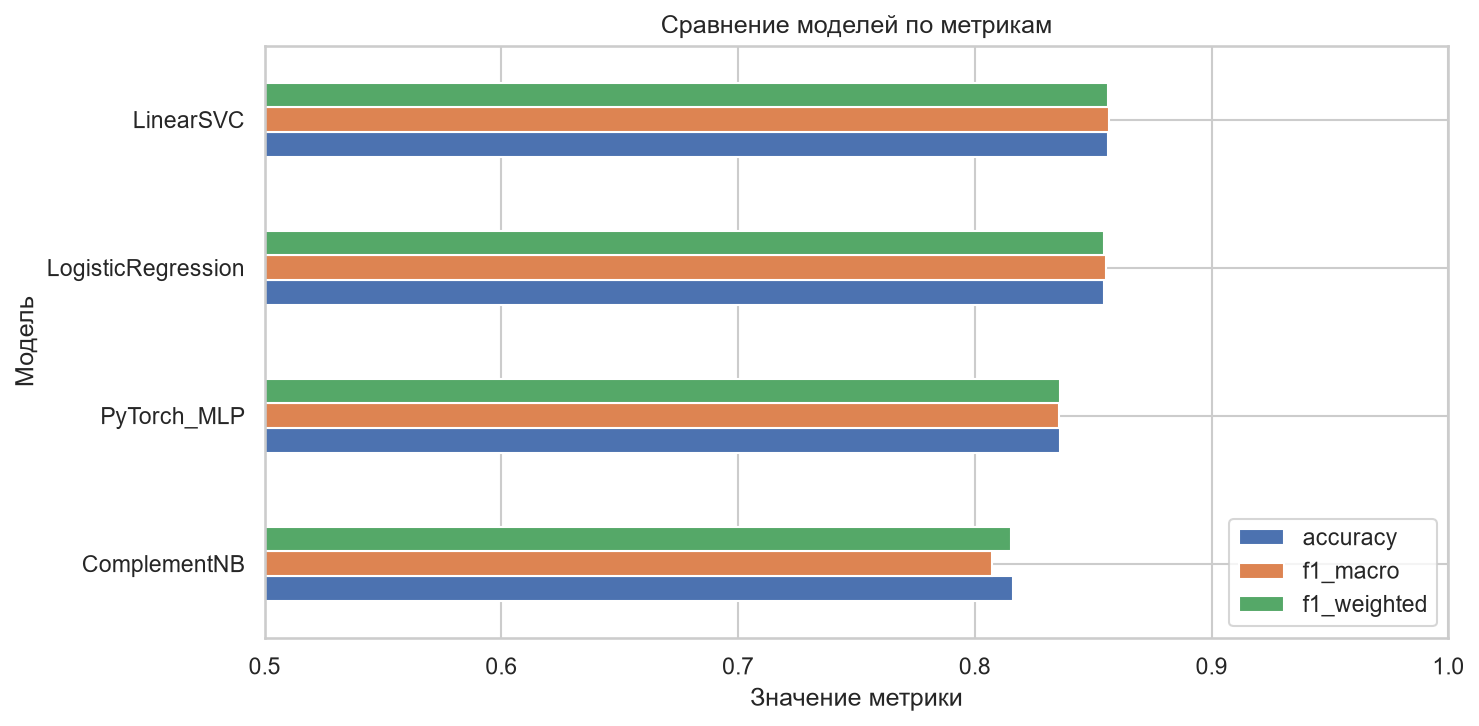 Сравнение моделей по метрикам
LinearSVC
LogisticRegression
PyTorch_MLP
ComplementNB
Модель
accuracy
f1_macro
f1_weighted
0.5 0.6 0.7 0.8 0.9 1.0
Значение метрики